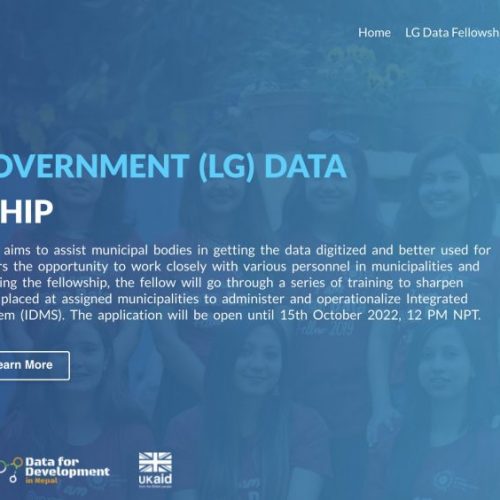 Home LG Data Fellowsh
OVERNMENT (LG) DATA
HIP
aims to assist municipal bodies in getting the data digitized and better used for
rs the opportunity to work closely with various personnel in municipalities and
ing the fellowship, the fellow will go through a series of training to sharpen
placed at assigned municipalities to administer and operationalize Integrated
em (IDMS). The application will be open until 15th October 2022, 12 PM NPT.
earn More
Data for
Development
in Nepal
ukaid
from the British people